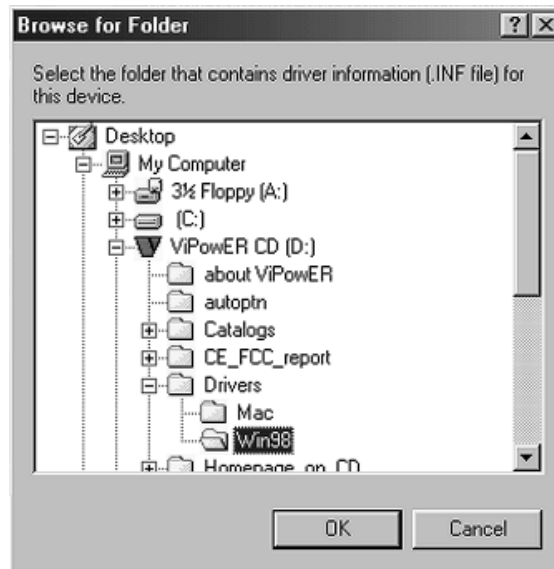 Browse for Folder
Select the folder that contains driver information (.INF file) for
this device.
Desktop
My Computer
3½ Floppy (A:)
(C:)
ViPowER CD (D:)
about ViPowER
autoptn
Catalogs
CE_FCC_report
Drivers
Mac
Win98
Homepage_on_CD
OK
Cancel